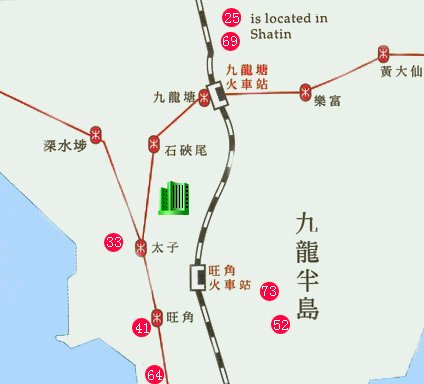 25 is located in
69 Shatin
九龍塘
火車站
黃大仙
九龍塘
樂富
深水埗
石硤尾
33
太子
九龍半島
旺角
火車站
73
41
旺角
52
64